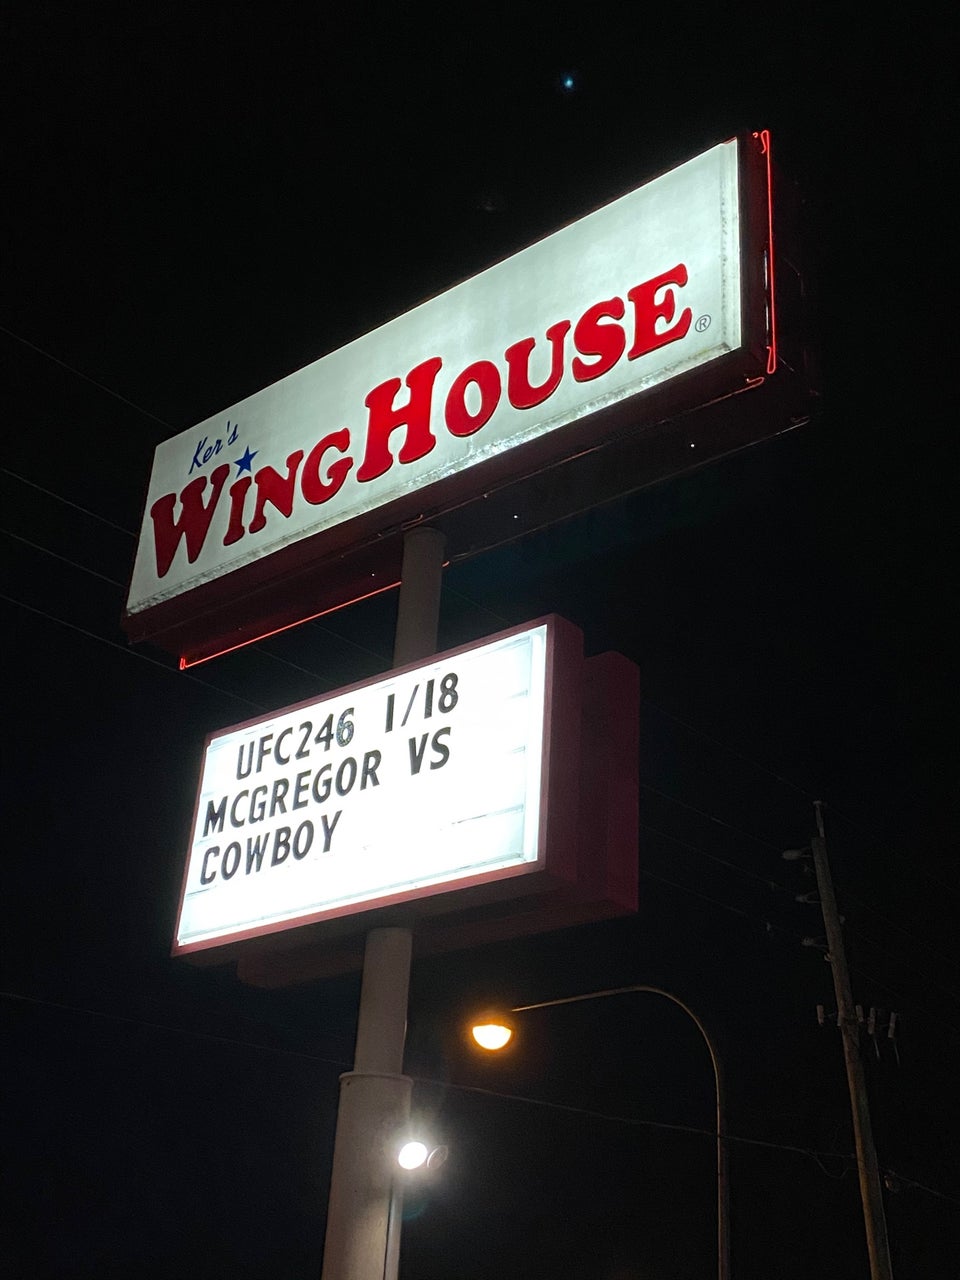 Ker's
WINGHOUSE®
UFC246 1/18
MCGREGOR VS
COWBOY